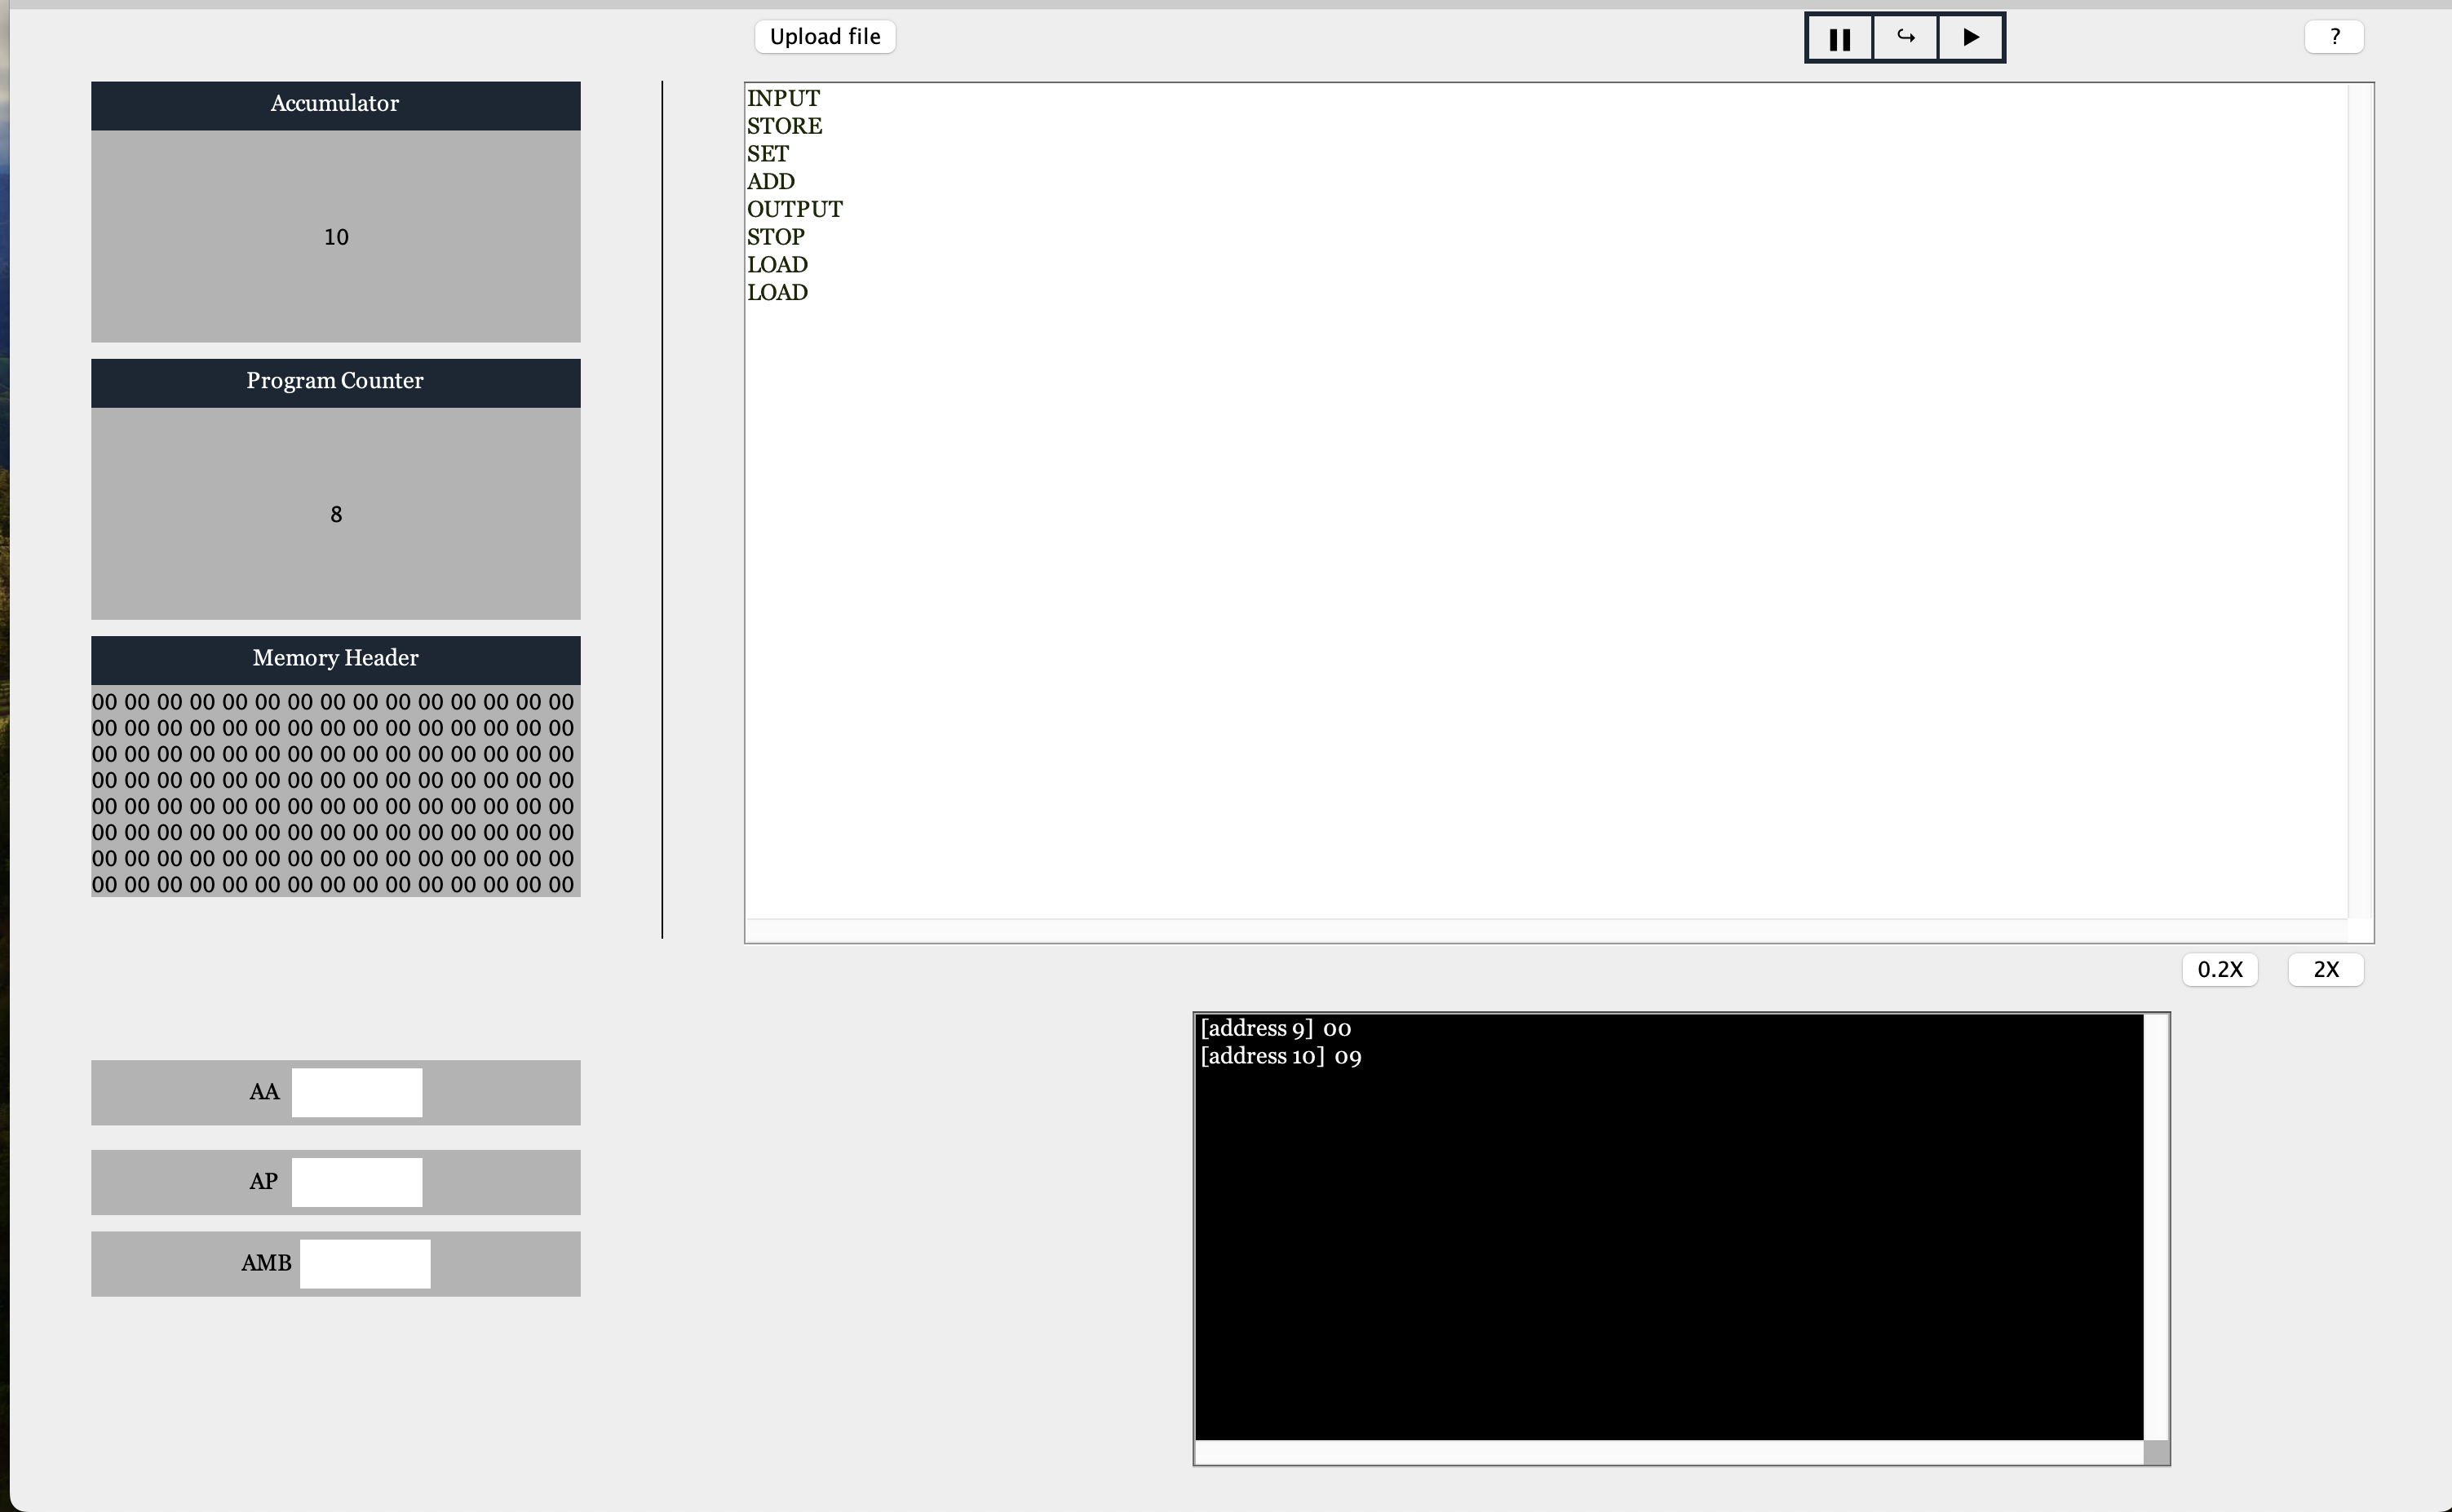 Upload file
?
Accumulator
10
Program Counter
8
Memory Header
00 00 00 00 00 00 00 00 00 00 00 00 00 00 00
00 00 00 00 00 00 00 00 00 00 00 00 00 00 00
00 00 00 00 00 00 00 00 00 00 00 00 00 00 00
00 00 00 00 00 00 00 00 00 00 00 00 00 00 00
00 00 00 00 00 00 00 00 00 00 00 00 00 00 00
00 00 00 00 00 00 00 00 00 00 00 00 00 00 00
00 00 00 00 00 00 00 00 00 00 00 00 00 00 00
00 00 00 00 00 00 00 00 00 00 00 00 00 00 00
INPUT
STORE
SET
ADD
OUTPUT
STOP
LOAD
LOAD
0.2X
2X
AA
AP
AMB
[address 9] 00
[address 10] 09